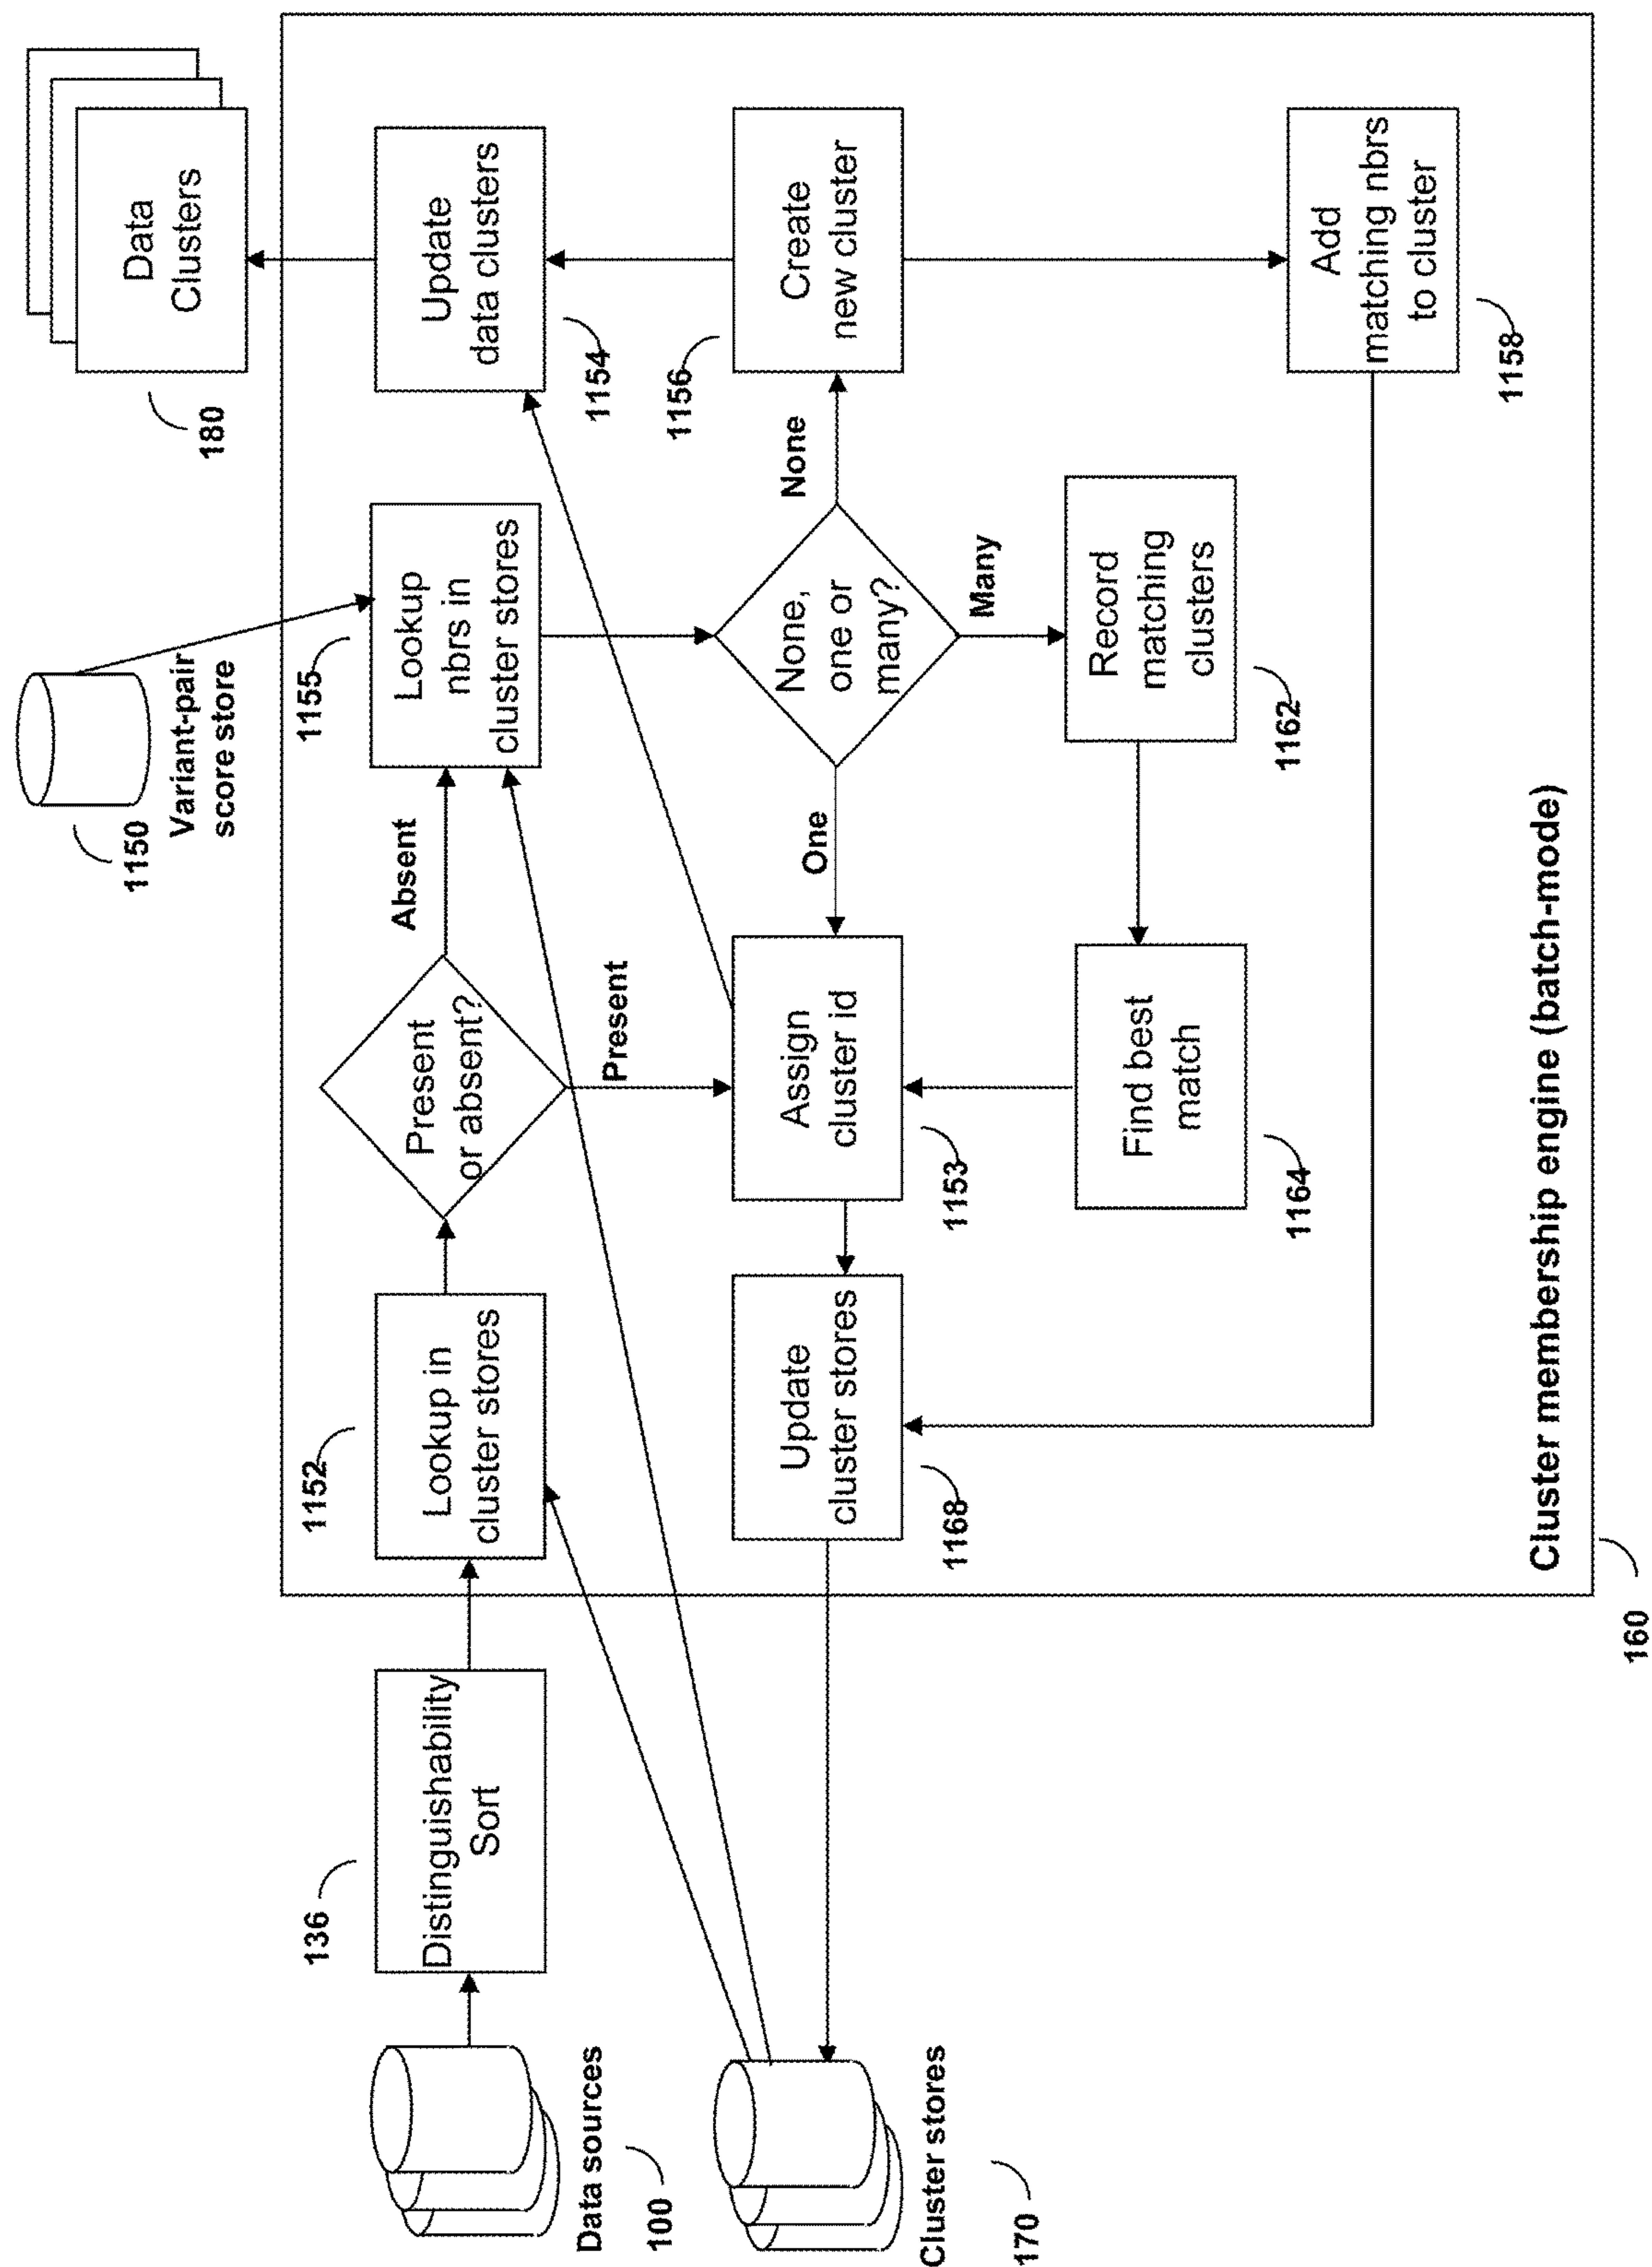 1150
Variant-pair
score store
180
Data
Clusters
136
Distinguishability
Sort
1152
Lookup in
cluster stores
Present
or absent?
Absent
1155
Lookup
nbrs in
cluster stores
Update
data clusters
1154
Data sources
100
Present
Cluster stores
170
Update
cluster stores
1168
Assign
cluster id
1153
One
None,
one or
many?
None
1156
Create
new cluster
Many
Find best
match
1164
Record
matching
clusters
1162
Add
matching nbrs
to cluster
1158
Cluster membership engine (batch-mode)
160